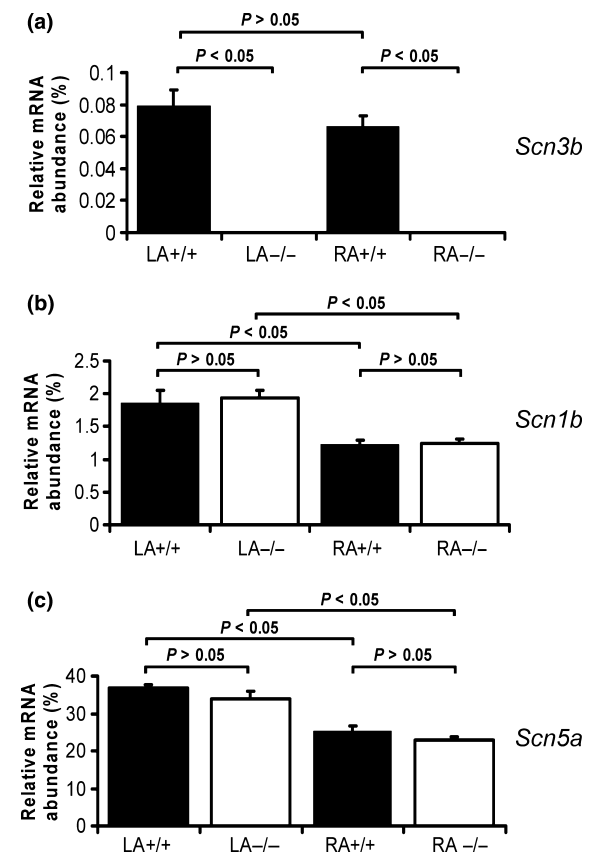 (a)
P > 0.05
P < 0.05 P < 0.05
Relative mRNA
abundance (%)
0.1
0.08
0.06
0.04
0.02
0
LA+/+ LA–/– RA+/+ RA–/–
Scn3b
(b)
P < 0.05
P < 0.05
P > 0.05 P > 0.05
Relative mRNA
abundance (%)
2.5
2
1.5
1
0.5
0
LA+/+ LA–/– RA+/+ RA–/–
Scn1b
(c)
P < 0.05
P < 0.05
P > 0.05 P > 0.05
Relative mRNA
abundance (%)
40
30
20
10
0
LA+/+ LA–/– RA+/+ RA –/–
Scn5a